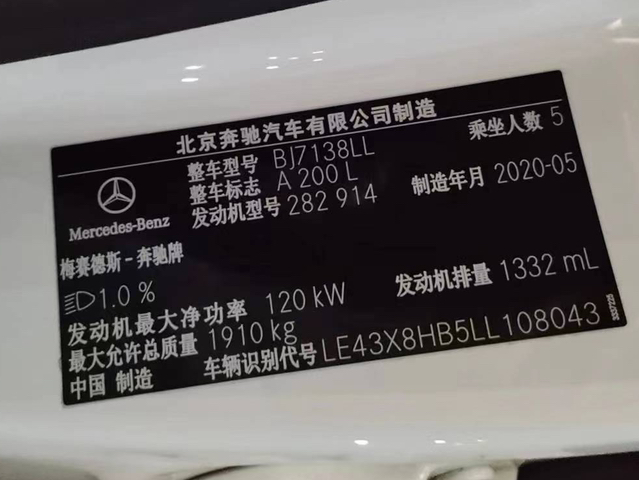 北京奔驰汽车有限公司制造
整车型号 BJ7138LL 乘坐人数 5
整车标志 A 200 L
发动机型号 282 914 制造年月 2020-05
Mercedes-Benz
梅赛德斯-奔驰牌
1.0 % 发动机排量 1332 mL
发动机最大净功率 120 kW
最大允许总质量 1910 kg
中国 制造 车辆识别代号 LE43X8HB5LL108043